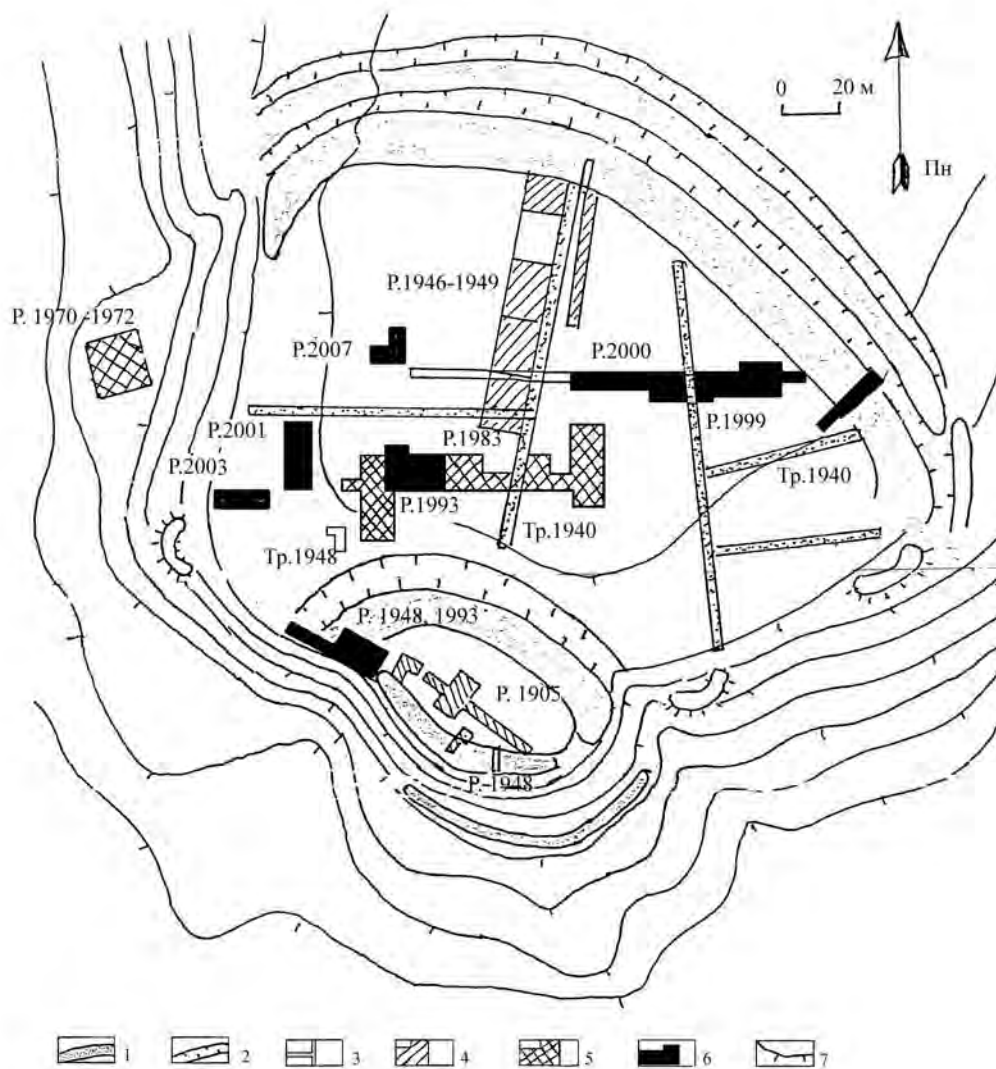 0 20 м
Пн
Р.1946-1949
Р. 1970 -1972
Р.2007
Р.2000
Р.2001
Р.1983
Р.1999
Р.2003
Р.1993
Тр.1940
Тр.1940
Тр.1948
Р. 1948, 1993
Р. 1905
Р. 1948
1 2 3 4 5 6 7